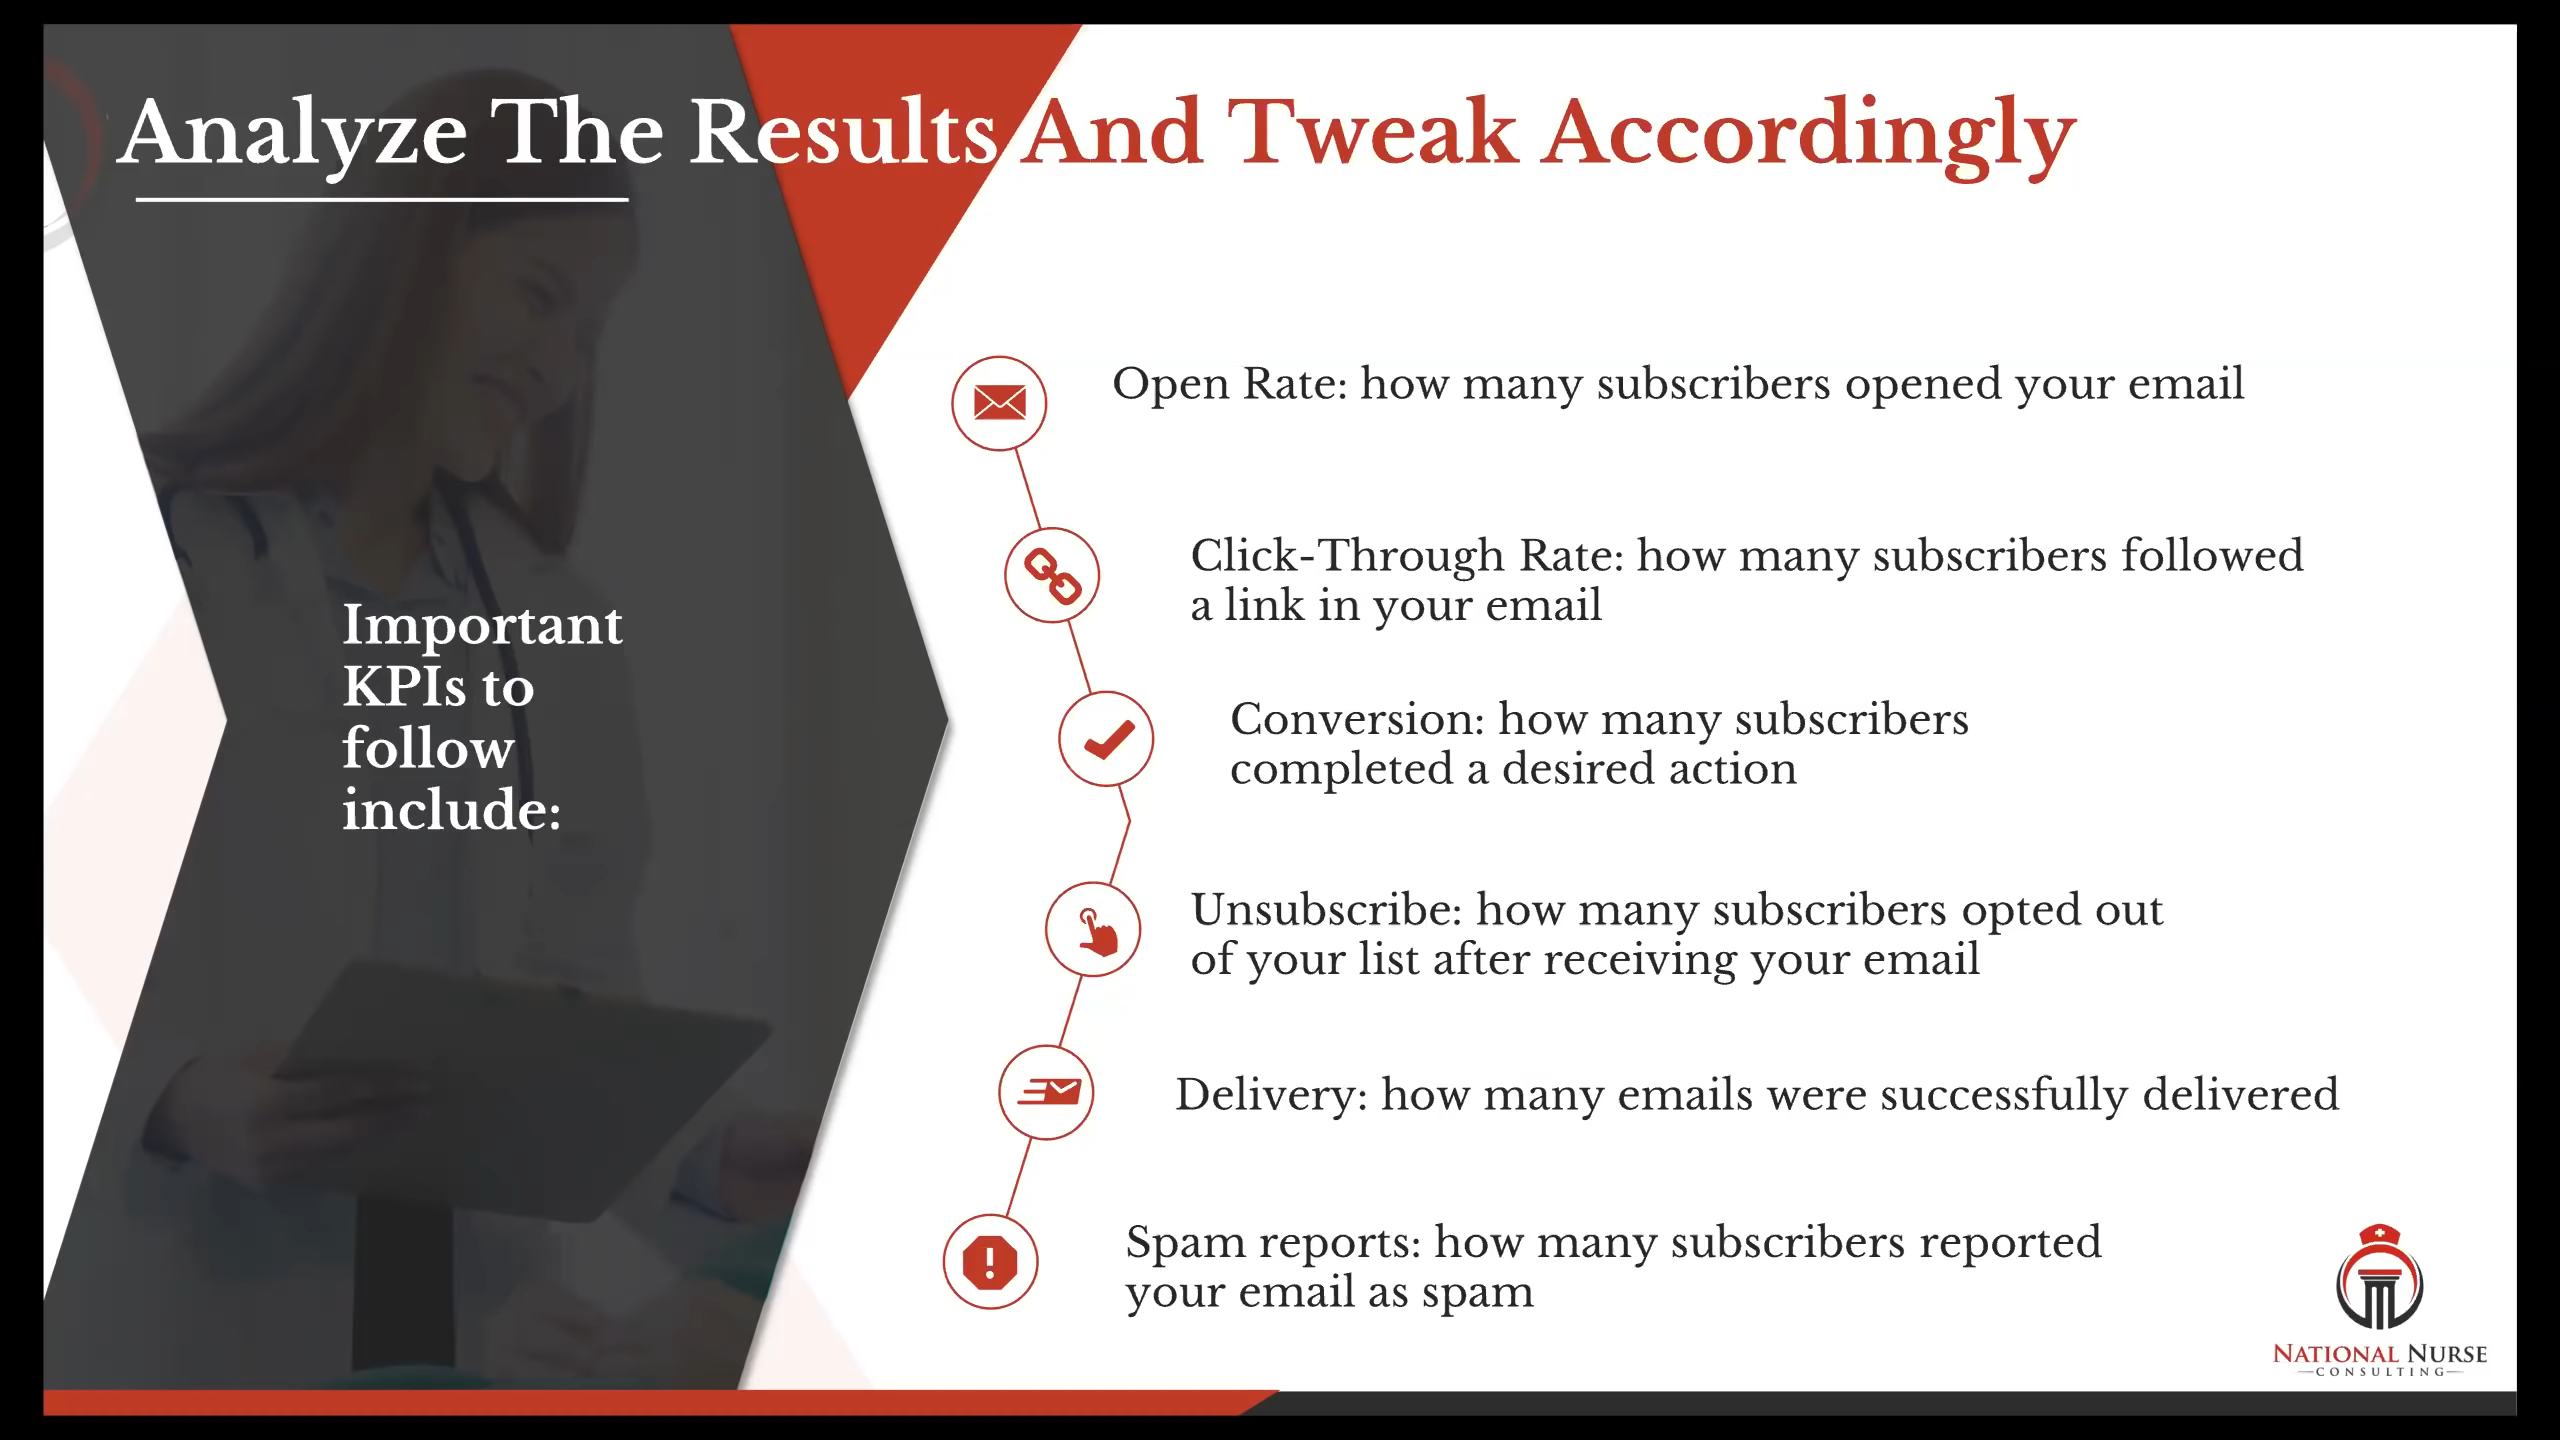 Analyze The Results And Tweak Accordingly
Important
KPIs to
follow
include:
Open Rate: how many subscribers opened your email
Click-Through Rate: how many subscribers followed
a link in your email
Conversion: how many subscribers
completed a desired action
Unsubscribe: how many subscribers opted out
of your list after receiving your email
Delivery: how many emails were successfully delivered
Spam reports: how many subscribers reported
your email as spam
NATIONAL NURSE
CONSULTING